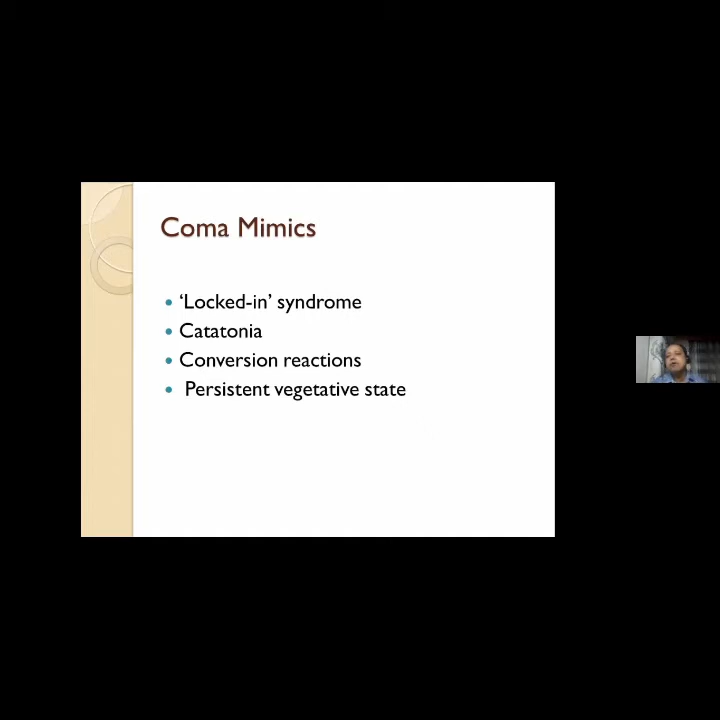 Coma Mimics
• ‘Locked-in’ syndrome
• Catatonia
• Conversion reactions
• Persistent vegetative state